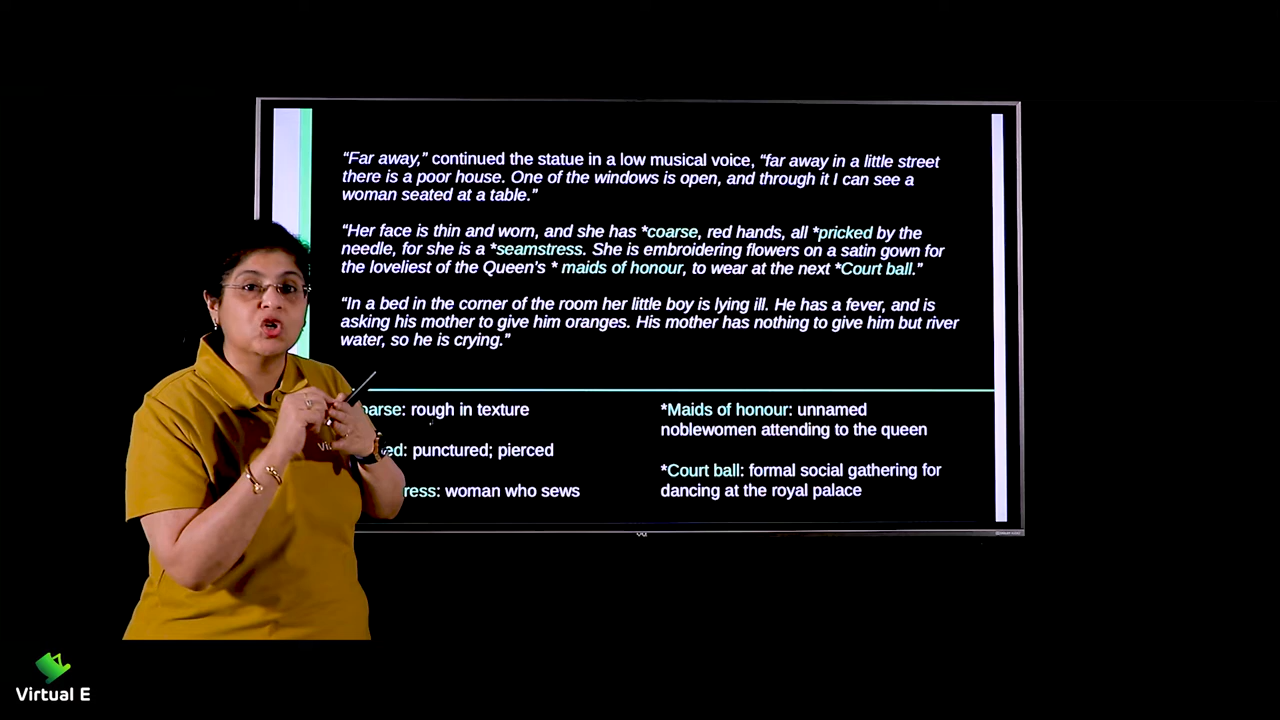 “Far away,” continued the statue in a low musical voice, “far away in a little street
there is a poor house. One of the windows is open, and through it I can see a
woman seated at a table.”
“Her face is thin and worn, and she has *coarse, red hands, all *pricked by the
needle, for she is a *seamstress. She is embroidering flowers on a satin gown for
the loveliest of the Queen's * maids of honour, to wear at the next *Court ball.”
“In a bed in the corner of the room her little boy is lying ill. He has a fever, and is
asking his mother to give him oranges. His mother has nothing to give him but river
water, so he is crying.”
oarse: rough in texture
ed: punctured; pierced
ress: woman who sews
*Maids of honour: unnamed
noblewomen attending to the queen
*Court ball: formal social gathering for
dancing at the royal palace
Virtual E